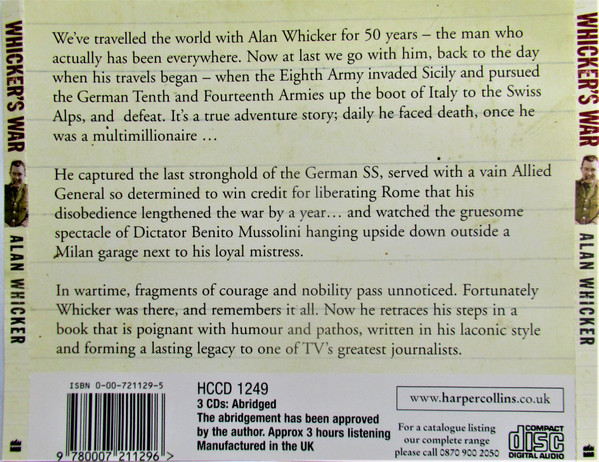 WHICKER'S WAR
ALAN WHICKER
We've travelled the world with Alan Whicker for 50 years – the man who
actually has been everywhere. Now at last we go with him, back to the day
when his travels began – when the Eighth Army invaded Sicily and pursued
the German Tenth and Fourteenth Armies up the boot of Italy to the Swiss
Alps, and defeat. It's a true adventure story; daily he faced death, once he
was a multimillionaire …
He captured the last stronghold of the German SS, served with a vain Allied
General so determined to win credit for liberating Rome that his
disobedience lengthened the war by a year… and watched the gruesome
spectacle of Dictator Benito Mussolini hanging upside down outside a
Milan garage next to his loyal mistress.
In wartime, fragments of courage and nobility pass unnoticed. Fortunately
Whicker was there, and remembers it all. Now he retraces his steps in a
book that is poignant with humour and pathos, written in his laconic style
and forming a lasting legacy to one of TV's greatest journalists.
ISBN 0-00-721129-5
9 780007 211296 >
HCCD 1249
3 CDs: Abridged
The abridgement has been approved
by the author. Approx 3 hours listening
Manufactured in the UK
www.harpercollins.co.uk
For a catalogue listing
our complete range
please call 0870 900 2050
COMPACT
disc
DIGITAL AUDIO
WHICKER'S WAR
ALAN WHICKER